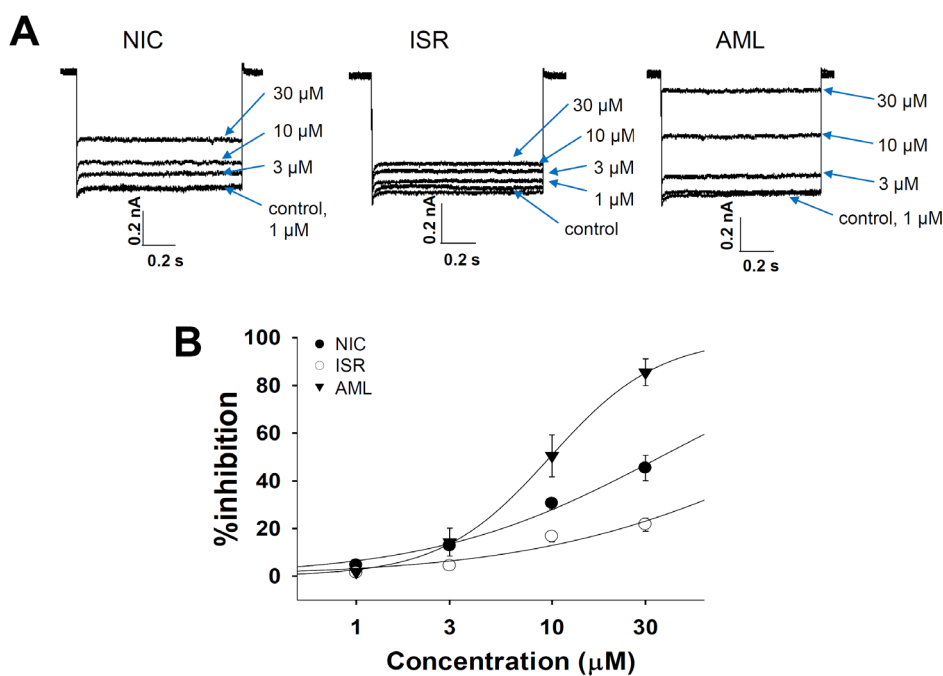 A
NIC
ISR
AML
30 µM
10 µM
3 µM
control,
1 µM
0.2 nA
0.2 s
30 µM
10 µM
3 µM
1 µM
control
0.2 nA
0.2 s
30 µM
10 µM
3 µM
control, 1 µM
0.2 nA
0.2 s
B
NIC
ISR
AML
%inhibition
100
80
60
40
20
0
1 3 10 30
Concentration (µM)